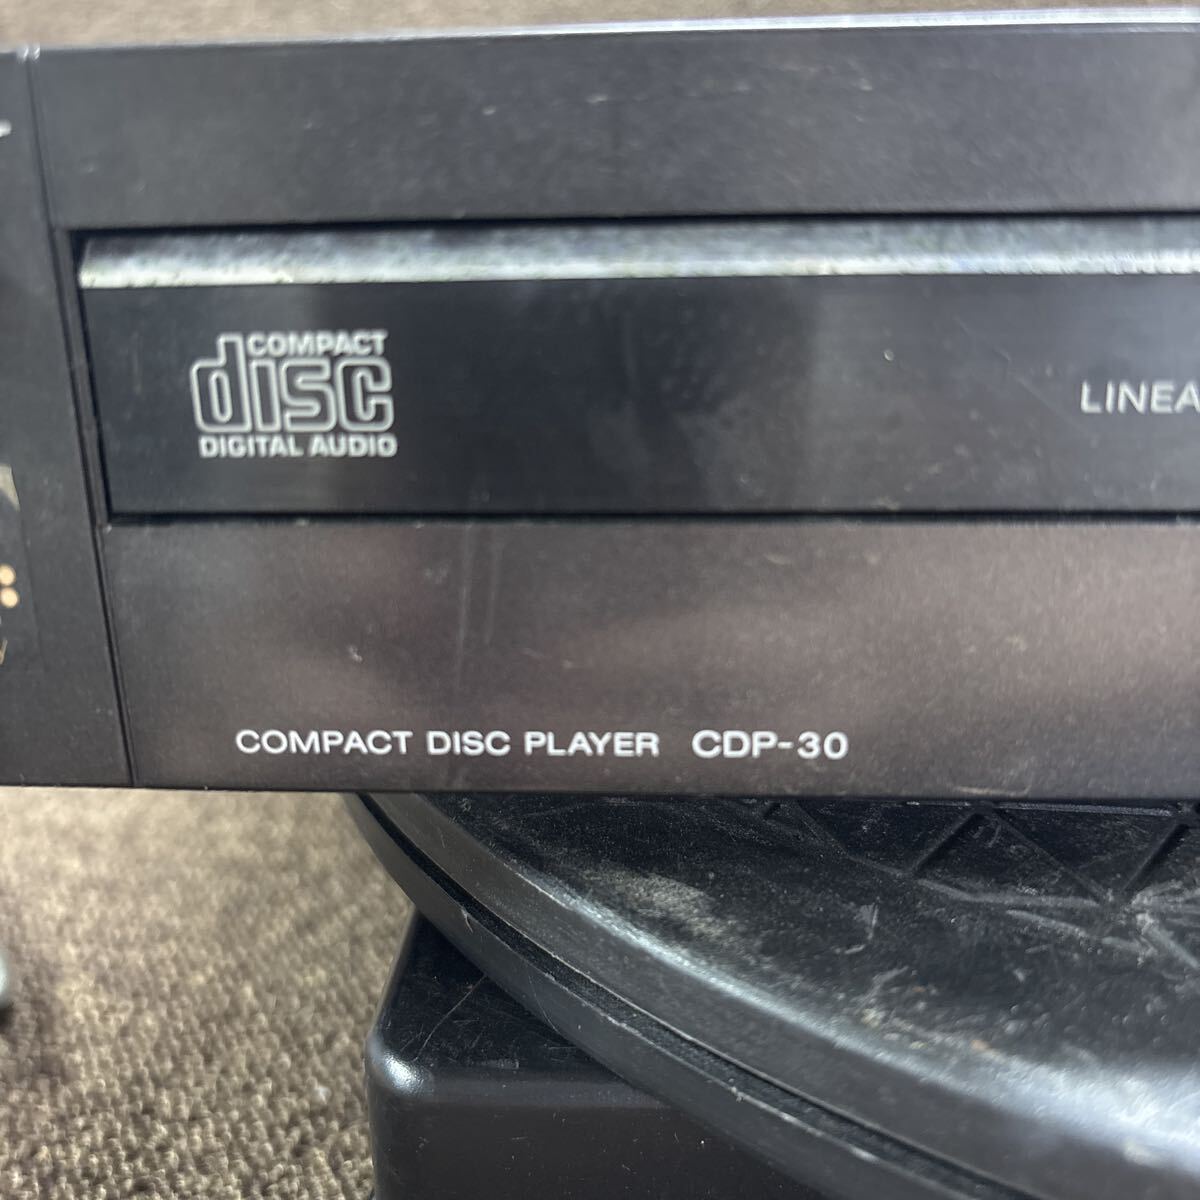 COMPACT
disc
DIGITAL AUDIO
LINEA
COMPACT DISC PLAYER CDP-30